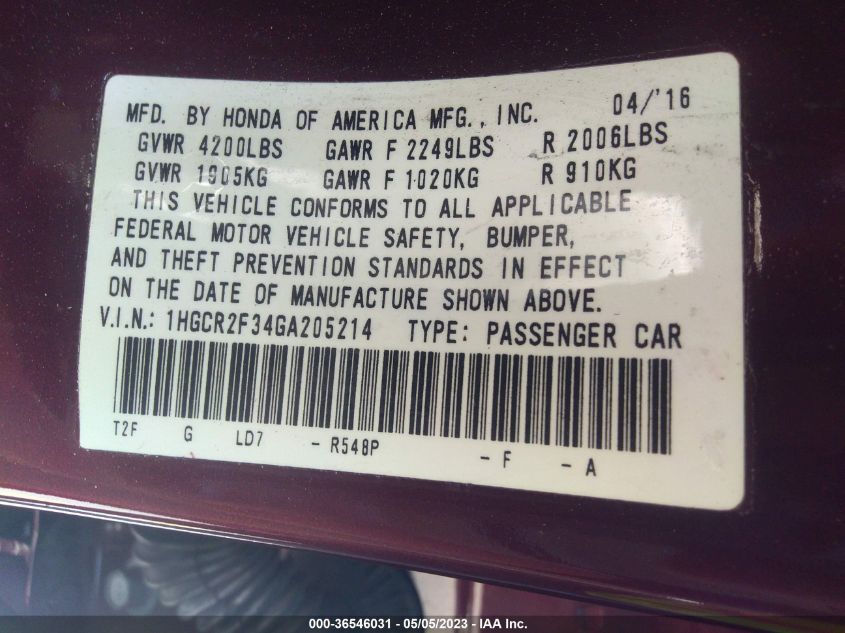 MFD. BY HONDA OF AMERICA MFG., INC. 04/'16
GVWR 4200LBS GAWR F 2249LBS R 2006LBS
GVWR 1905KG GAWR F 1020KG R 910KG
THIS VEHICLE CONFORMS TO ALL APPLICABLE
FEDERAL MOTOR VEHICLE SAFETY, BUMPER,
AND THEFT PREVENTION STANDARDS IN EFFECT
ON THE DATE OF MANUFACTURE SHOWN ABOVE.
V.I.N.: 1HGCR2F34GA205214 TYPE: PASSENGER CAR
T2F G LD7 - R548P - F - A
000-36546031 - 05/05/2023 - IAA Inc.